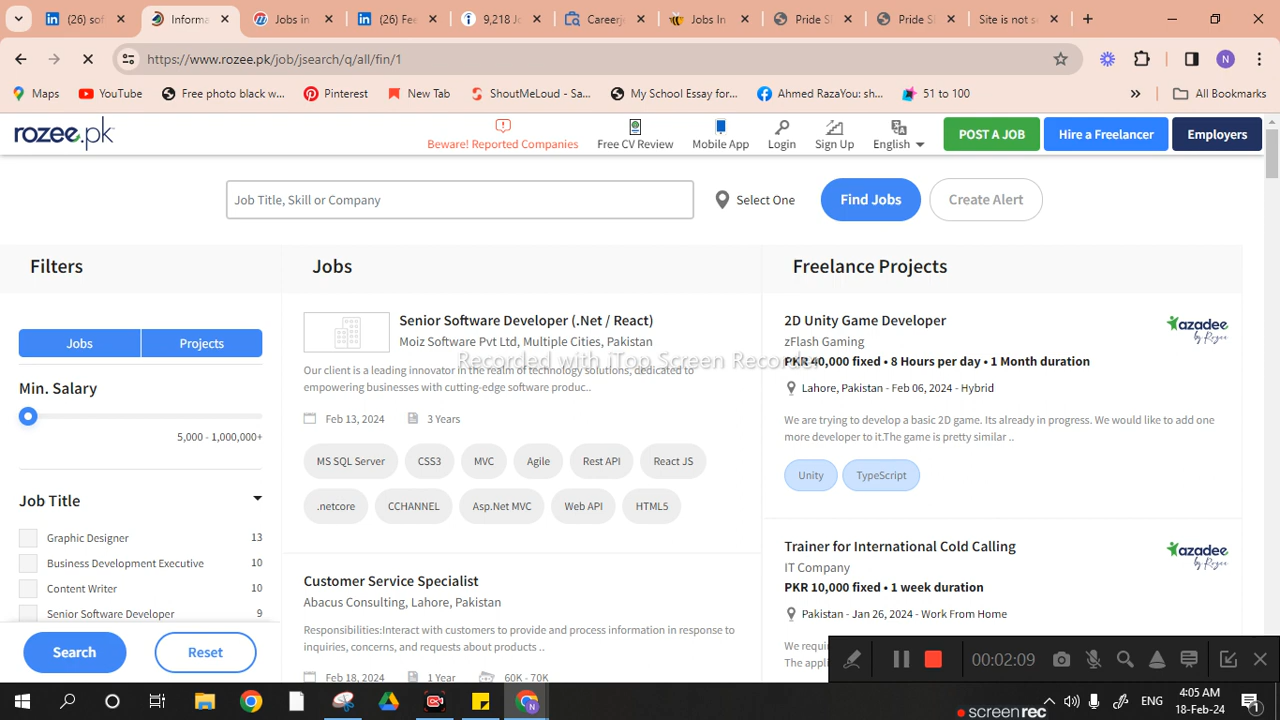 (26) sof
Informa
Jobs in
(26) Fee
9,218 Jo
Careerje
Jobs In
Pride S
Pride S
Site is not se
https://www.rozee.pk/job/jsearch/q/all/fin/1
N
Maps
YouTube
Free photo black w...
Pinterest
New Tab
ShoutMeLoud - Sa...
My School Essay for...
Ahmed RazaYou: sh...
51 to 100
All Bookmarks
rozee.pk
Beware! Reported Companies
Free CV Review
Mobile App
Login
Sign Up
English
POST A JOB
Hire a Freelancer
Employers
Job Title, Skill or Company
Select One
Find Jobs
Create Alert
Filters
Jobs
Projects
Min. Salary
5,000 - 1,000,000+
Job Title
Graphic Designer 13
Business Development Executive 10
Content Writer 10
Senior Software Developer 9
Search
Reset
Jobs
Senior Software Developer (.Net / React)
Moiz Software Pvt Ltd, Multiple Cities, Pakistan
Recorded with iTop Screen Recorder
Our client is a leading innovator in the realm of technology solutions, dedicated to
empowering businesses with cutting-edge software produc..
Feb 13, 2024 3 Years
MS SQL Server CSS3 MVC Agile Rest API React JS
.netcore CCHANNEL Asp.Net MVC Web API HTML5
Customer Service Specialist
Abacus Consulting, Lahore, Pakistan
Responsibilities:Interact with customers to provide and process information in response to
inquiries, concerns, and requests about products ..
Feb 18, 2024 1 Year 60K - 70K
Freelance Projects
2D Unity Game Developer
zFlash Gaming
azadee
by Rozee
PKR 40,000 fixed • 8 Hours per day • 1 Month duration
Lahore, Pakistan - Feb 06, 2024 - Hybrid
We are trying to develop a basic 2D game. Its already in progress. We would like to add one
more developer to it.The game is pretty similar ..
Unity TypeScript
Trainer for International Cold Calling
IT Company
azadee
by Rozee
PKR 10,000 fixed • 1 week duration
Pakistan - Jan 26, 2024 - Work From Home
We requi
The appli
00:02:09
ENG
4:05 AM
18-Feb-24
1
screenrec